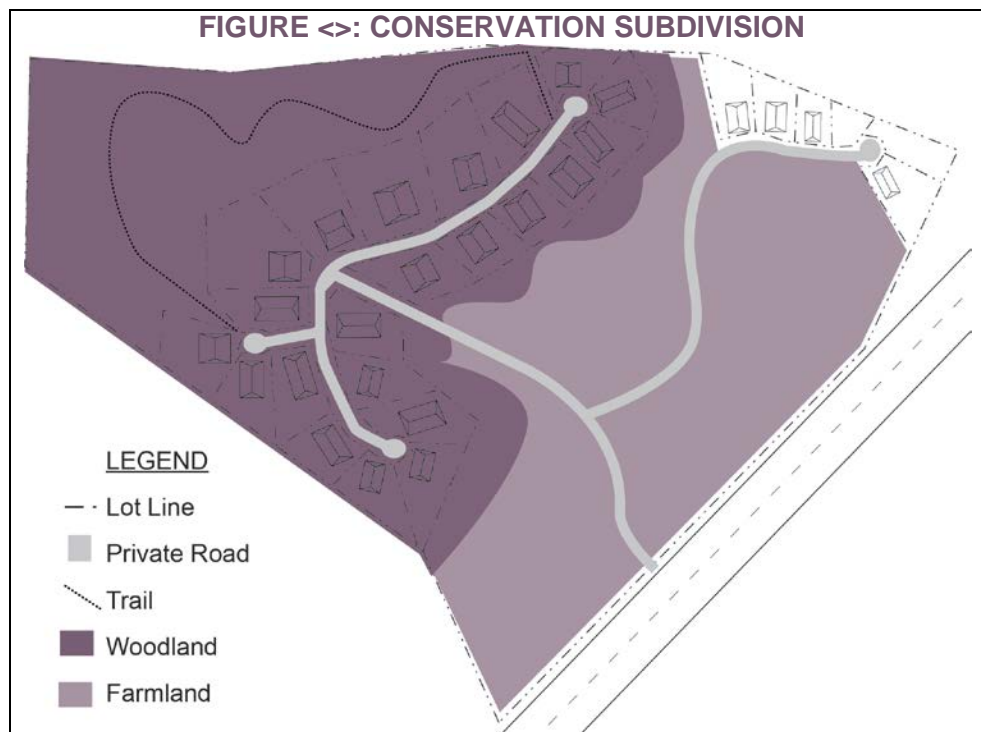 FIGURE <>: CONSERVATION SUBDIVISION
LEGEND
Lot Line
Private Road
Trail
Woodland
Farmland